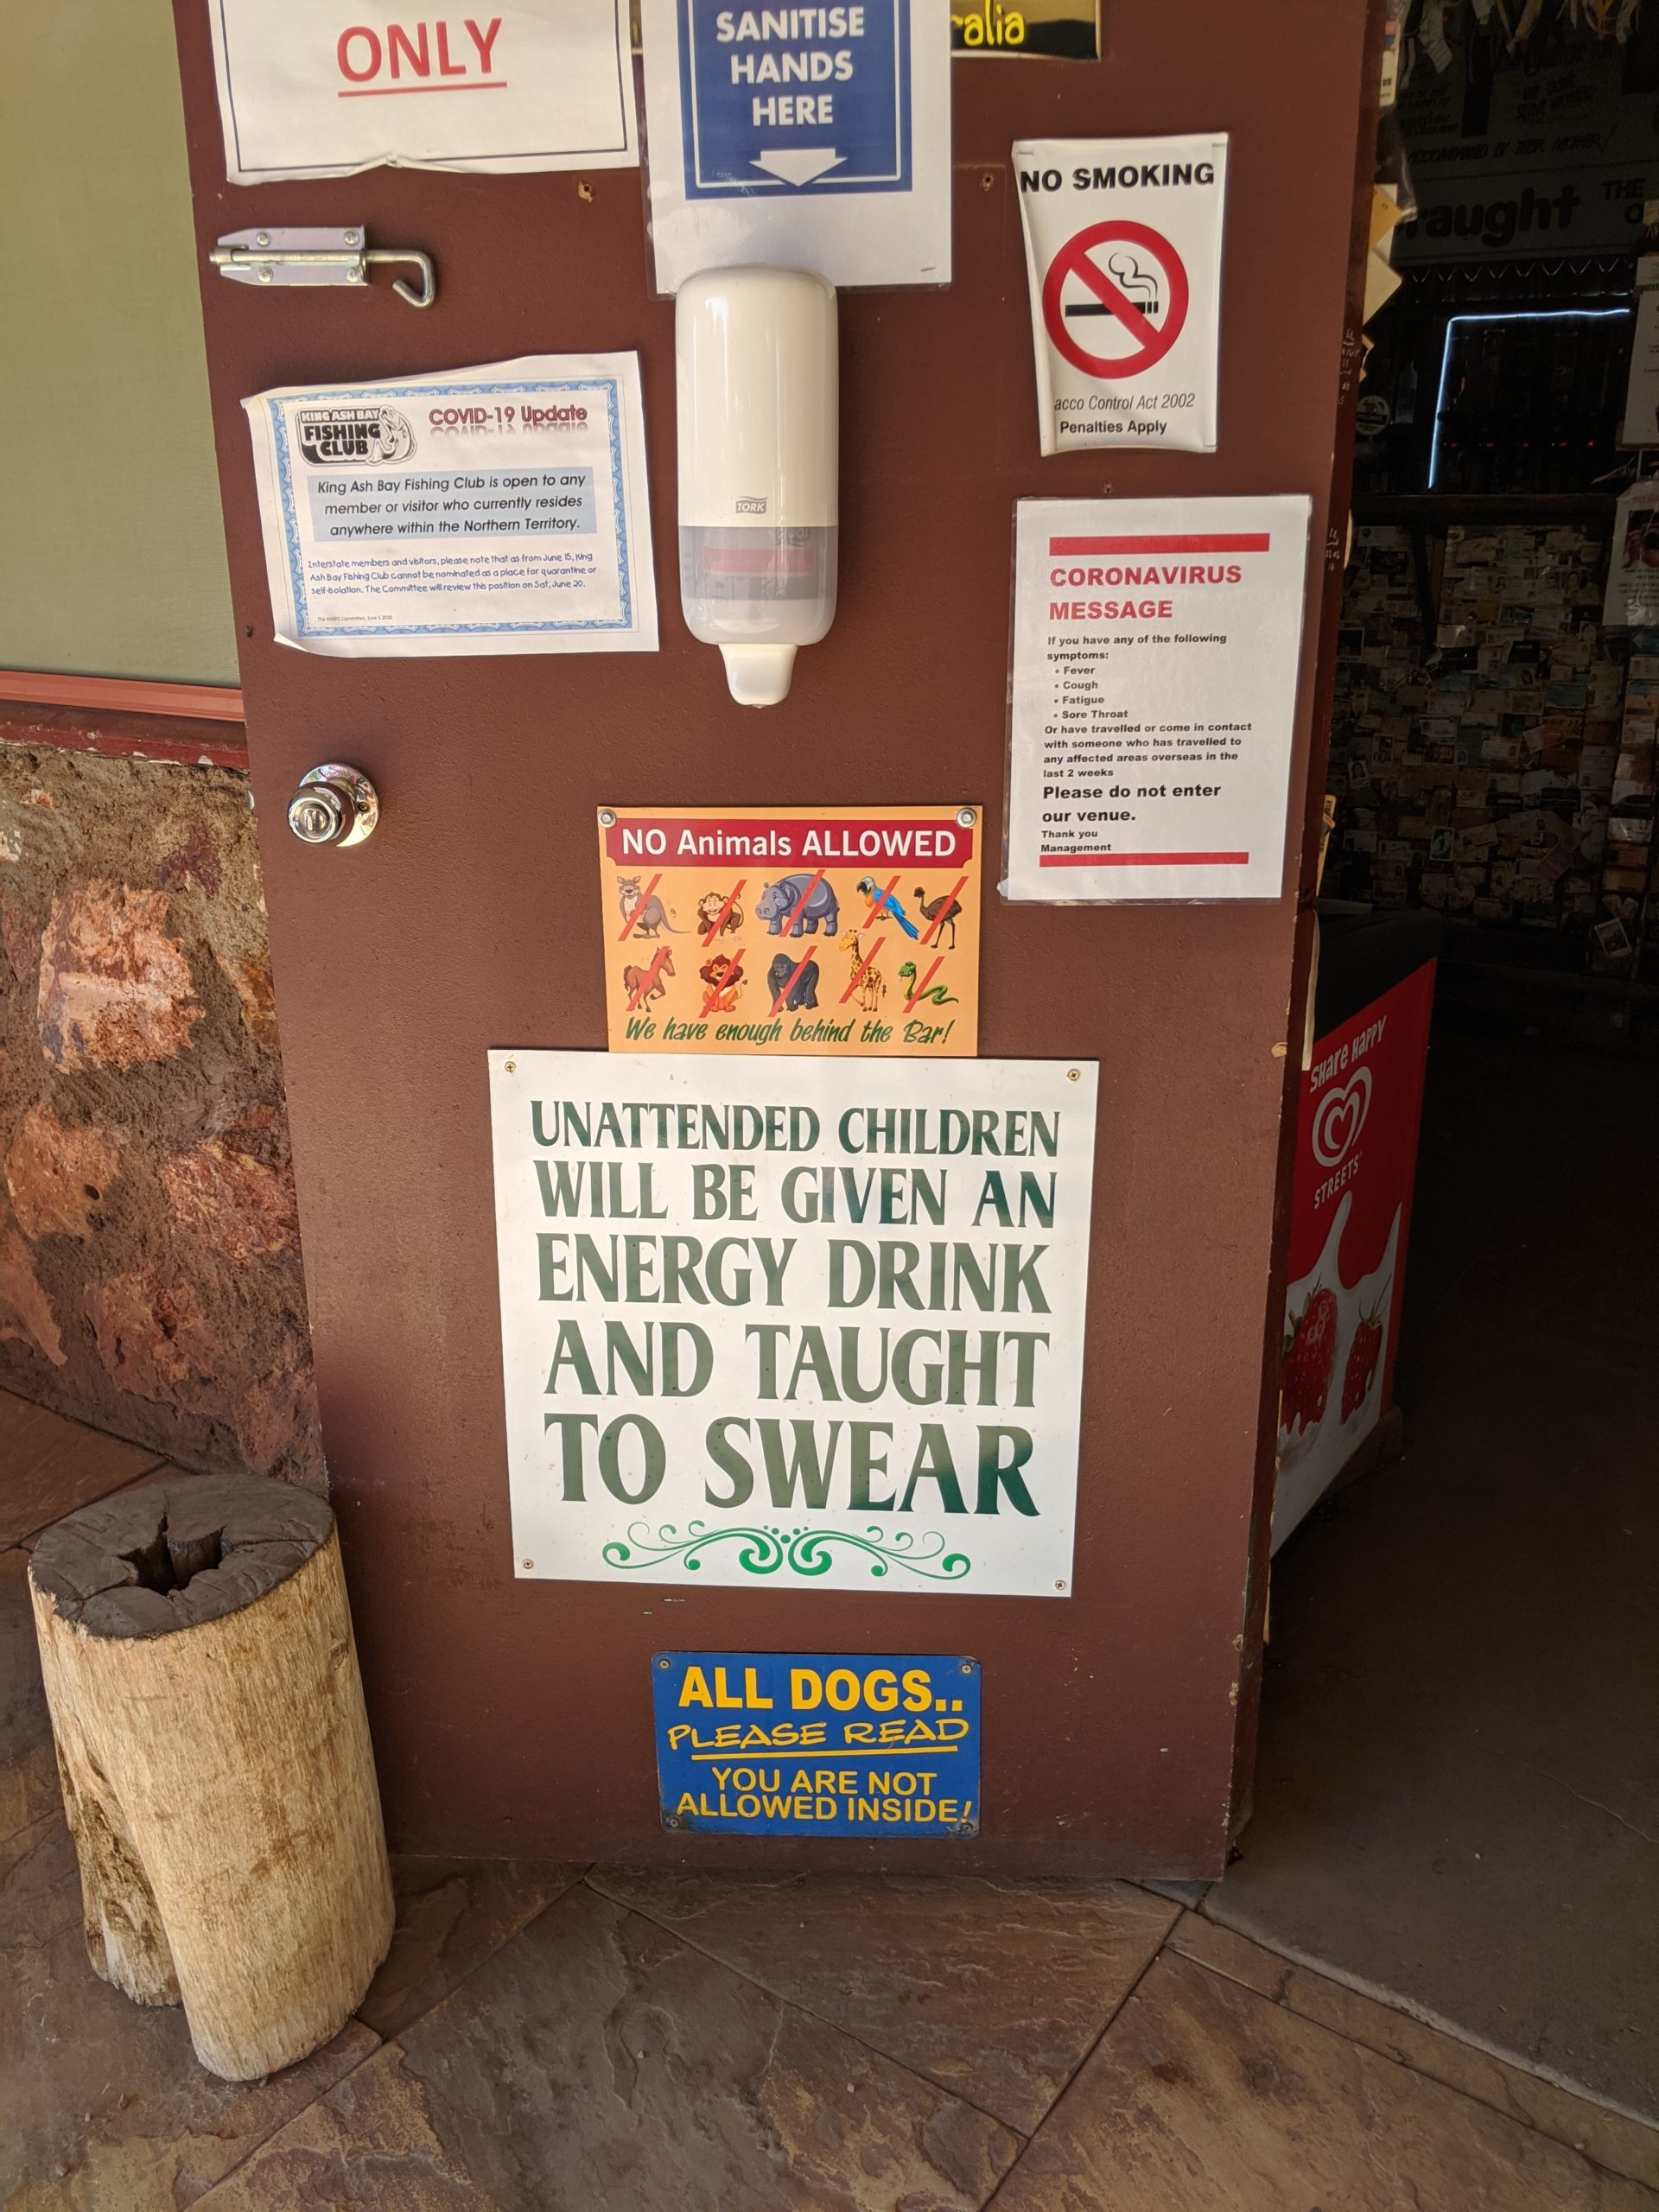 ONLY
SANITISE
HANDS
HERE
ralia
NO SMOKING
acco Control Act 2002
Penalties Apply
KING ASH BAY
FISHING
CLUB
COVID-19 Update
King Ash Bay Fishing Club is open to any
member or visitor who currently resides
anywhere within the Northern Territory.
Interstate members and visitors, please note that as from June 15, King
Ash Bay Fishing Club cannot be nominated as a place for quarantine or
self-isolation. The Committee will review this position on Sat, June 20.
TORK
CORONAVIRUS
MESSAGE
If you have any of the following
symptoms:
• Fever
• Cough
• Fatigue
• Sore Throat
Or have travelled or come in contact
with someone who has travelled to
any affected areas overseas in the
last 2 weeks
Please do not enter
our venue.
Thank you
Management
NO Animals ALLOWED
We have enough behind the Bar!
UNATTENDED CHILDREN
WILL BE GIVEN AN
ENERGY DRINK
AND TAUGHT
TO SWEAR
ALL DOGS..
PLEASE READ
YOU ARE NOT
ALLOWED INSIDE!
ACCOMPANIED BY THEIR MOTHER!
raught
THE
Share HAPPY
STREETS